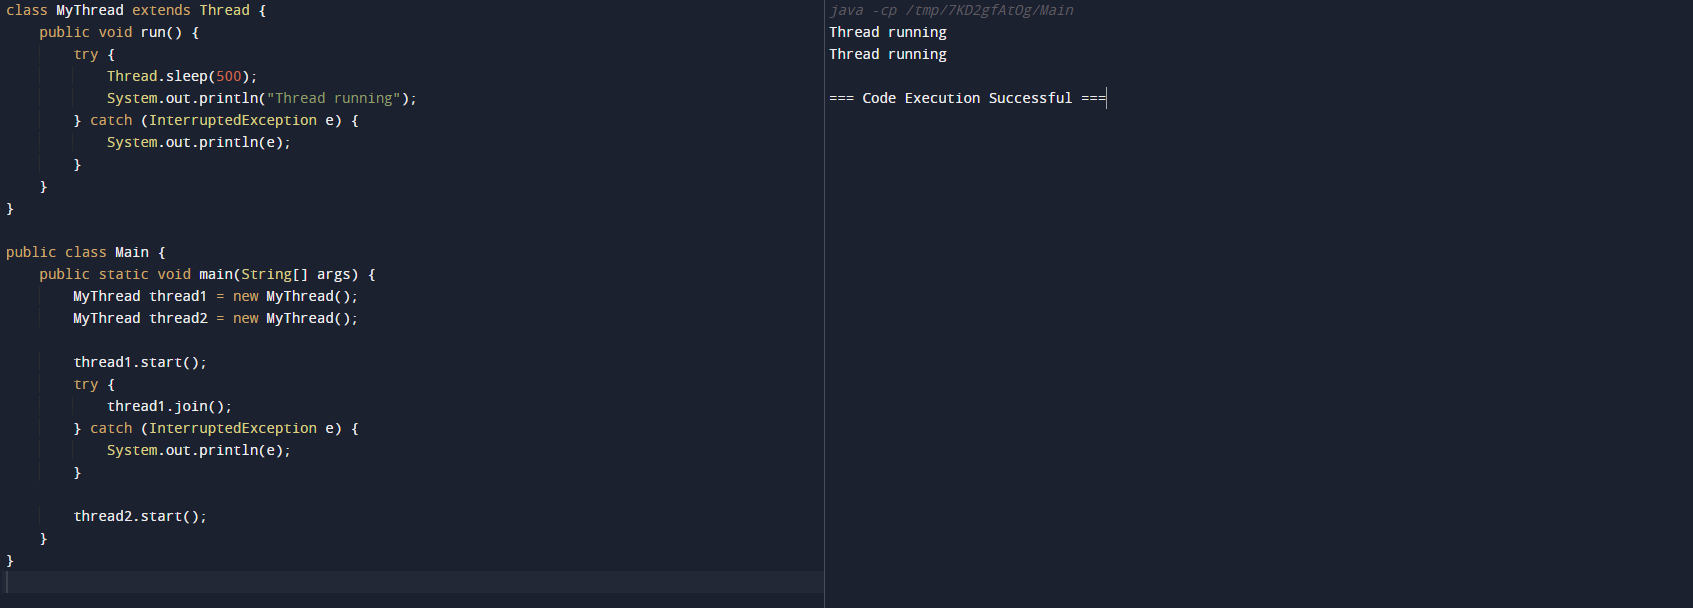 class MyThread extends Thread {
    public void run() {
        try {
            Thread.sleep(500);
            System.out.println("Thread running");
        } catch (InterruptedException e) {
            System.out.println(e);
        }
    }
}

public class Main {
    public static void main(String[] args) {
        MyThread thread1 = new MyThread();
        MyThread thread2 = new MyThread();

        thread1.start();
        try {
            thread1.join();
        } catch (InterruptedException e) {
            System.out.println(e);
        }

        thread2.start();
    }
}
java -cp /tmp/7KD2gfAtOg/Main
Thread running
Thread running

=== Code Execution Successful ===